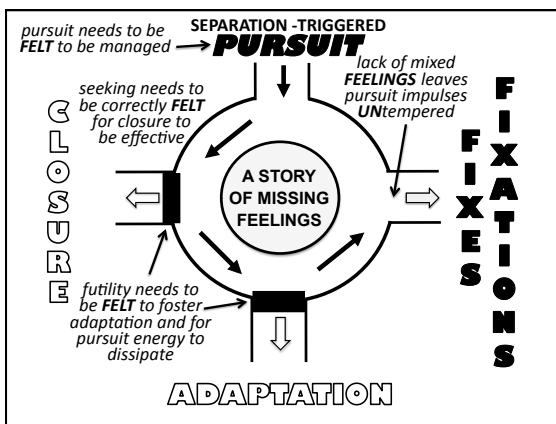 SEPARATION -TRIGGERED
PURSUIT
pursuit needs to be
FELT to be managed
seeking needs to
be correctly FELT
for closure to
be effective
lack of mixed
FEELINGS leaves
pursuit impulses
UNtempered
CLOSURE
A STORY
OF MISSING
FEELINGS
FIXES
FIXATIONS
futility needs to
be FELT to foster
adaptation and for
pursuit energy to
dissipate
ADAPTATION